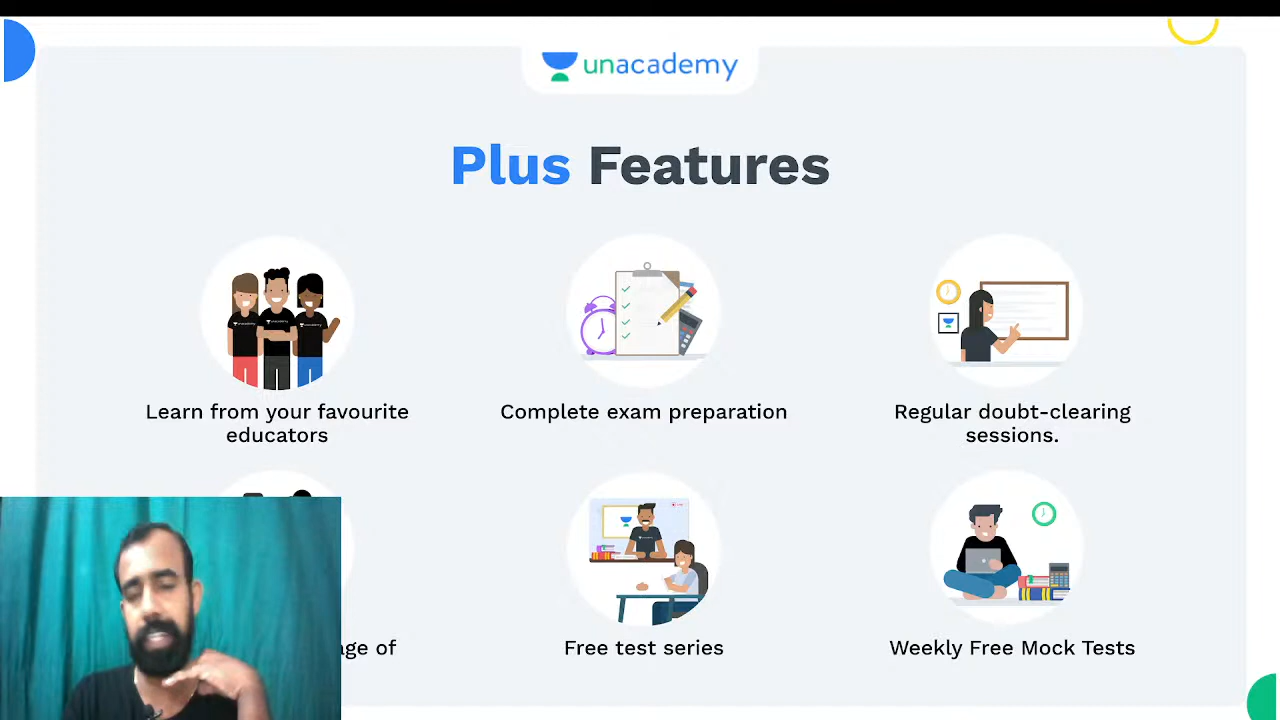 unacademy
Plus Features
Learn from your favourite
educators
Complete exam preparation
Regular doubt-clearing
sessions.
of
Free test series
Weekly Free Mock Tests